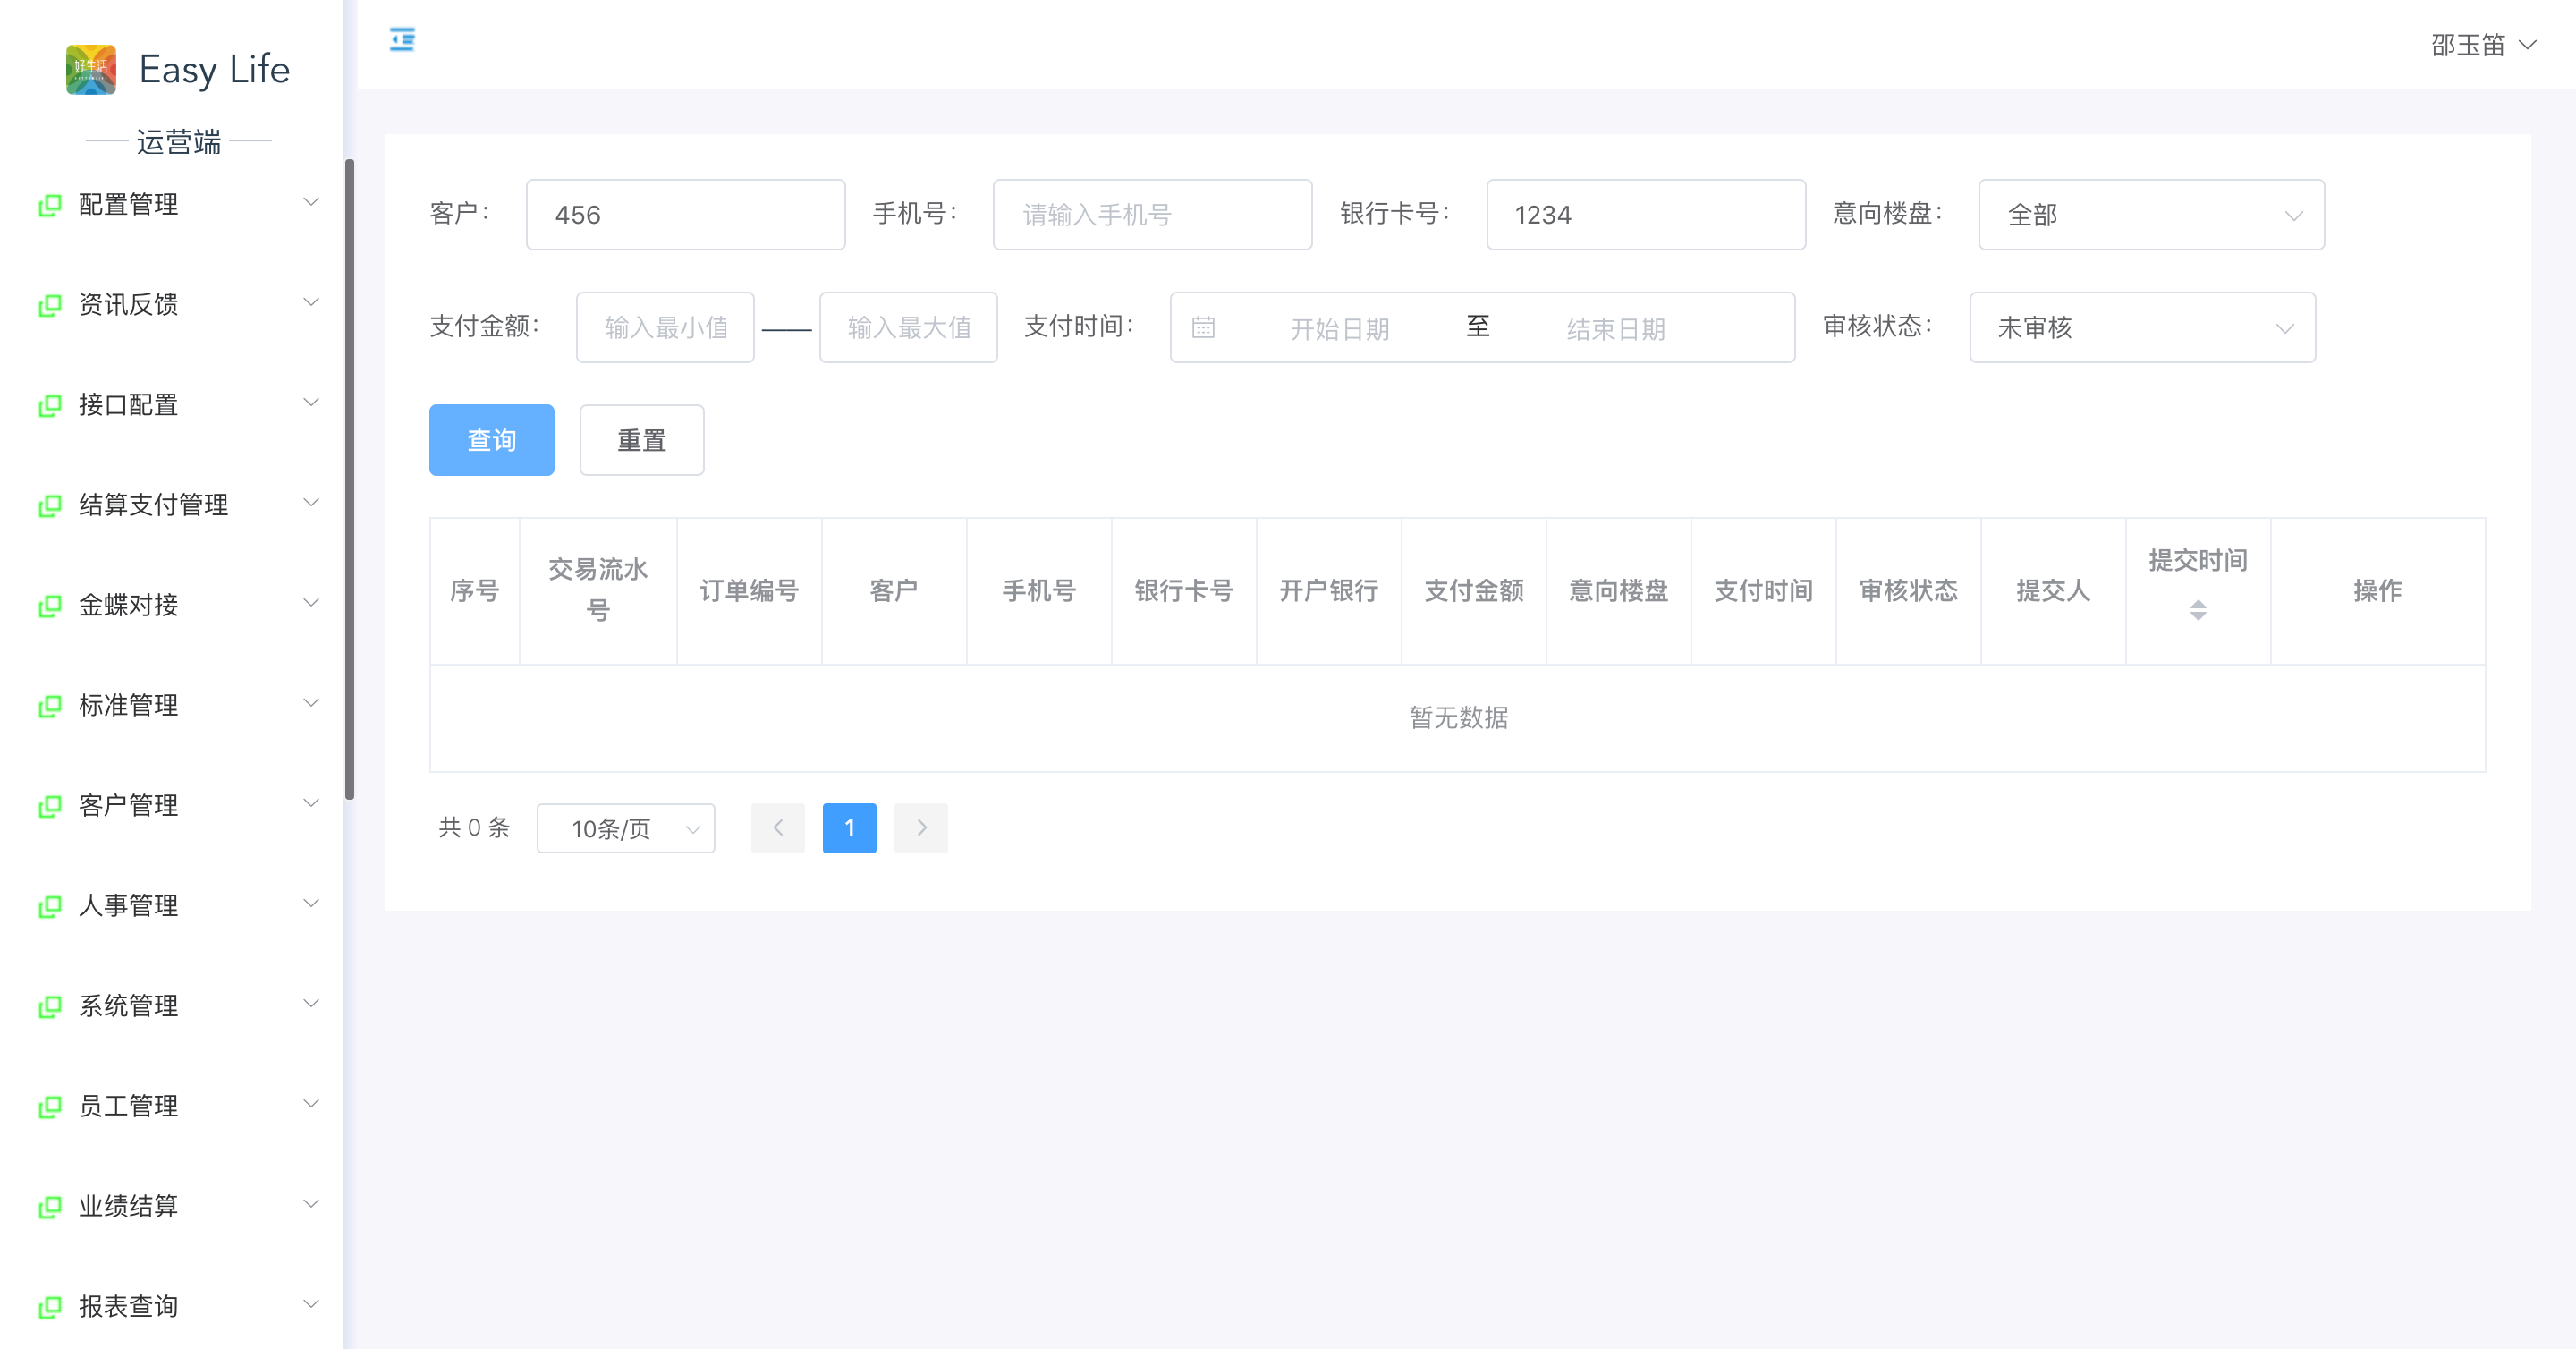 好生活
Easy Life
运营端
配置管理
资讯反馈
接口配置
结算支付管理
金蝶对接
标准管理
客户管理
人事管理
系统管理
员工管理
业绩结算
报表查询
邵玉笛
客户： 456 手机号： 请输入手机号 银行卡号： 1234 意向楼盘： 全部
支付金额： 输入最小值 —— 输入最大值 支付时间： 开始日期 至 结束日期 审核状态： 未审核
查询 重置
序号 交易流水号 订单编号 客户 手机号 银行卡号 开户银行 支付金额 意向楼盘 支付时间 审核状态 提交人 提交时间 操作
暂无数据
共 0 条 10条/页 1